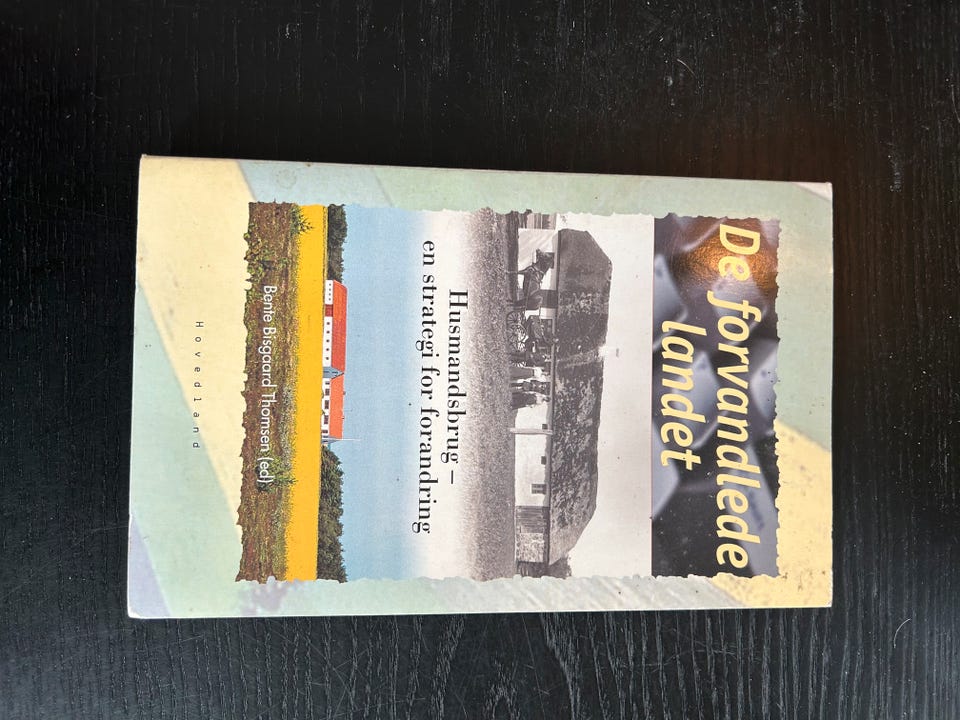 De forvandlede
landet
Husmandsbrug –
en strategi for forandring
Bente Bisgaard Thomsen (ed)
Hovedland